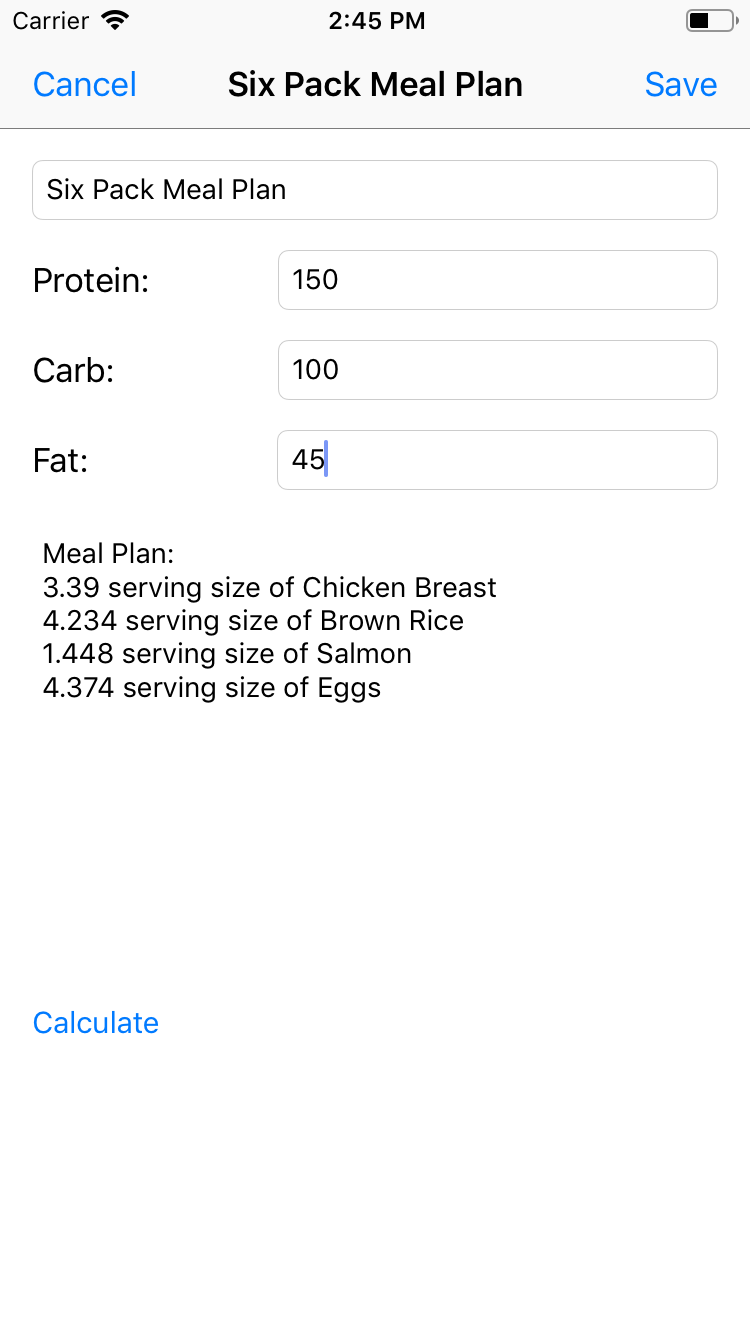 Carrier 2:45 PM
Cancel Six Pack Meal Plan Save
Six Pack Meal Plan
Protein: 150
Carb: 100
Fat: 45
Meal Plan:
3.39 serving size of Chicken Breast
4.234 serving size of Brown Rice
1.448 serving size of Salmon
4.374 serving size of Eggs
Calculate